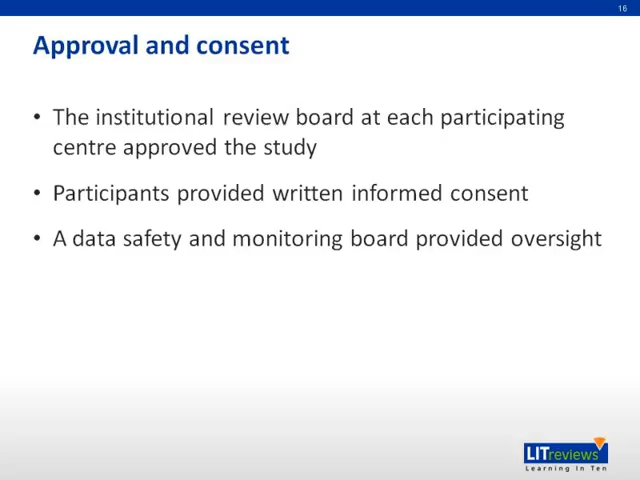 16
Approval and consent
• The institutional review board at each participating
centre approved the study
• Participants provided written informed consent
• A data safety and monitoring board provided oversight
LITreviews
Learning In Ten